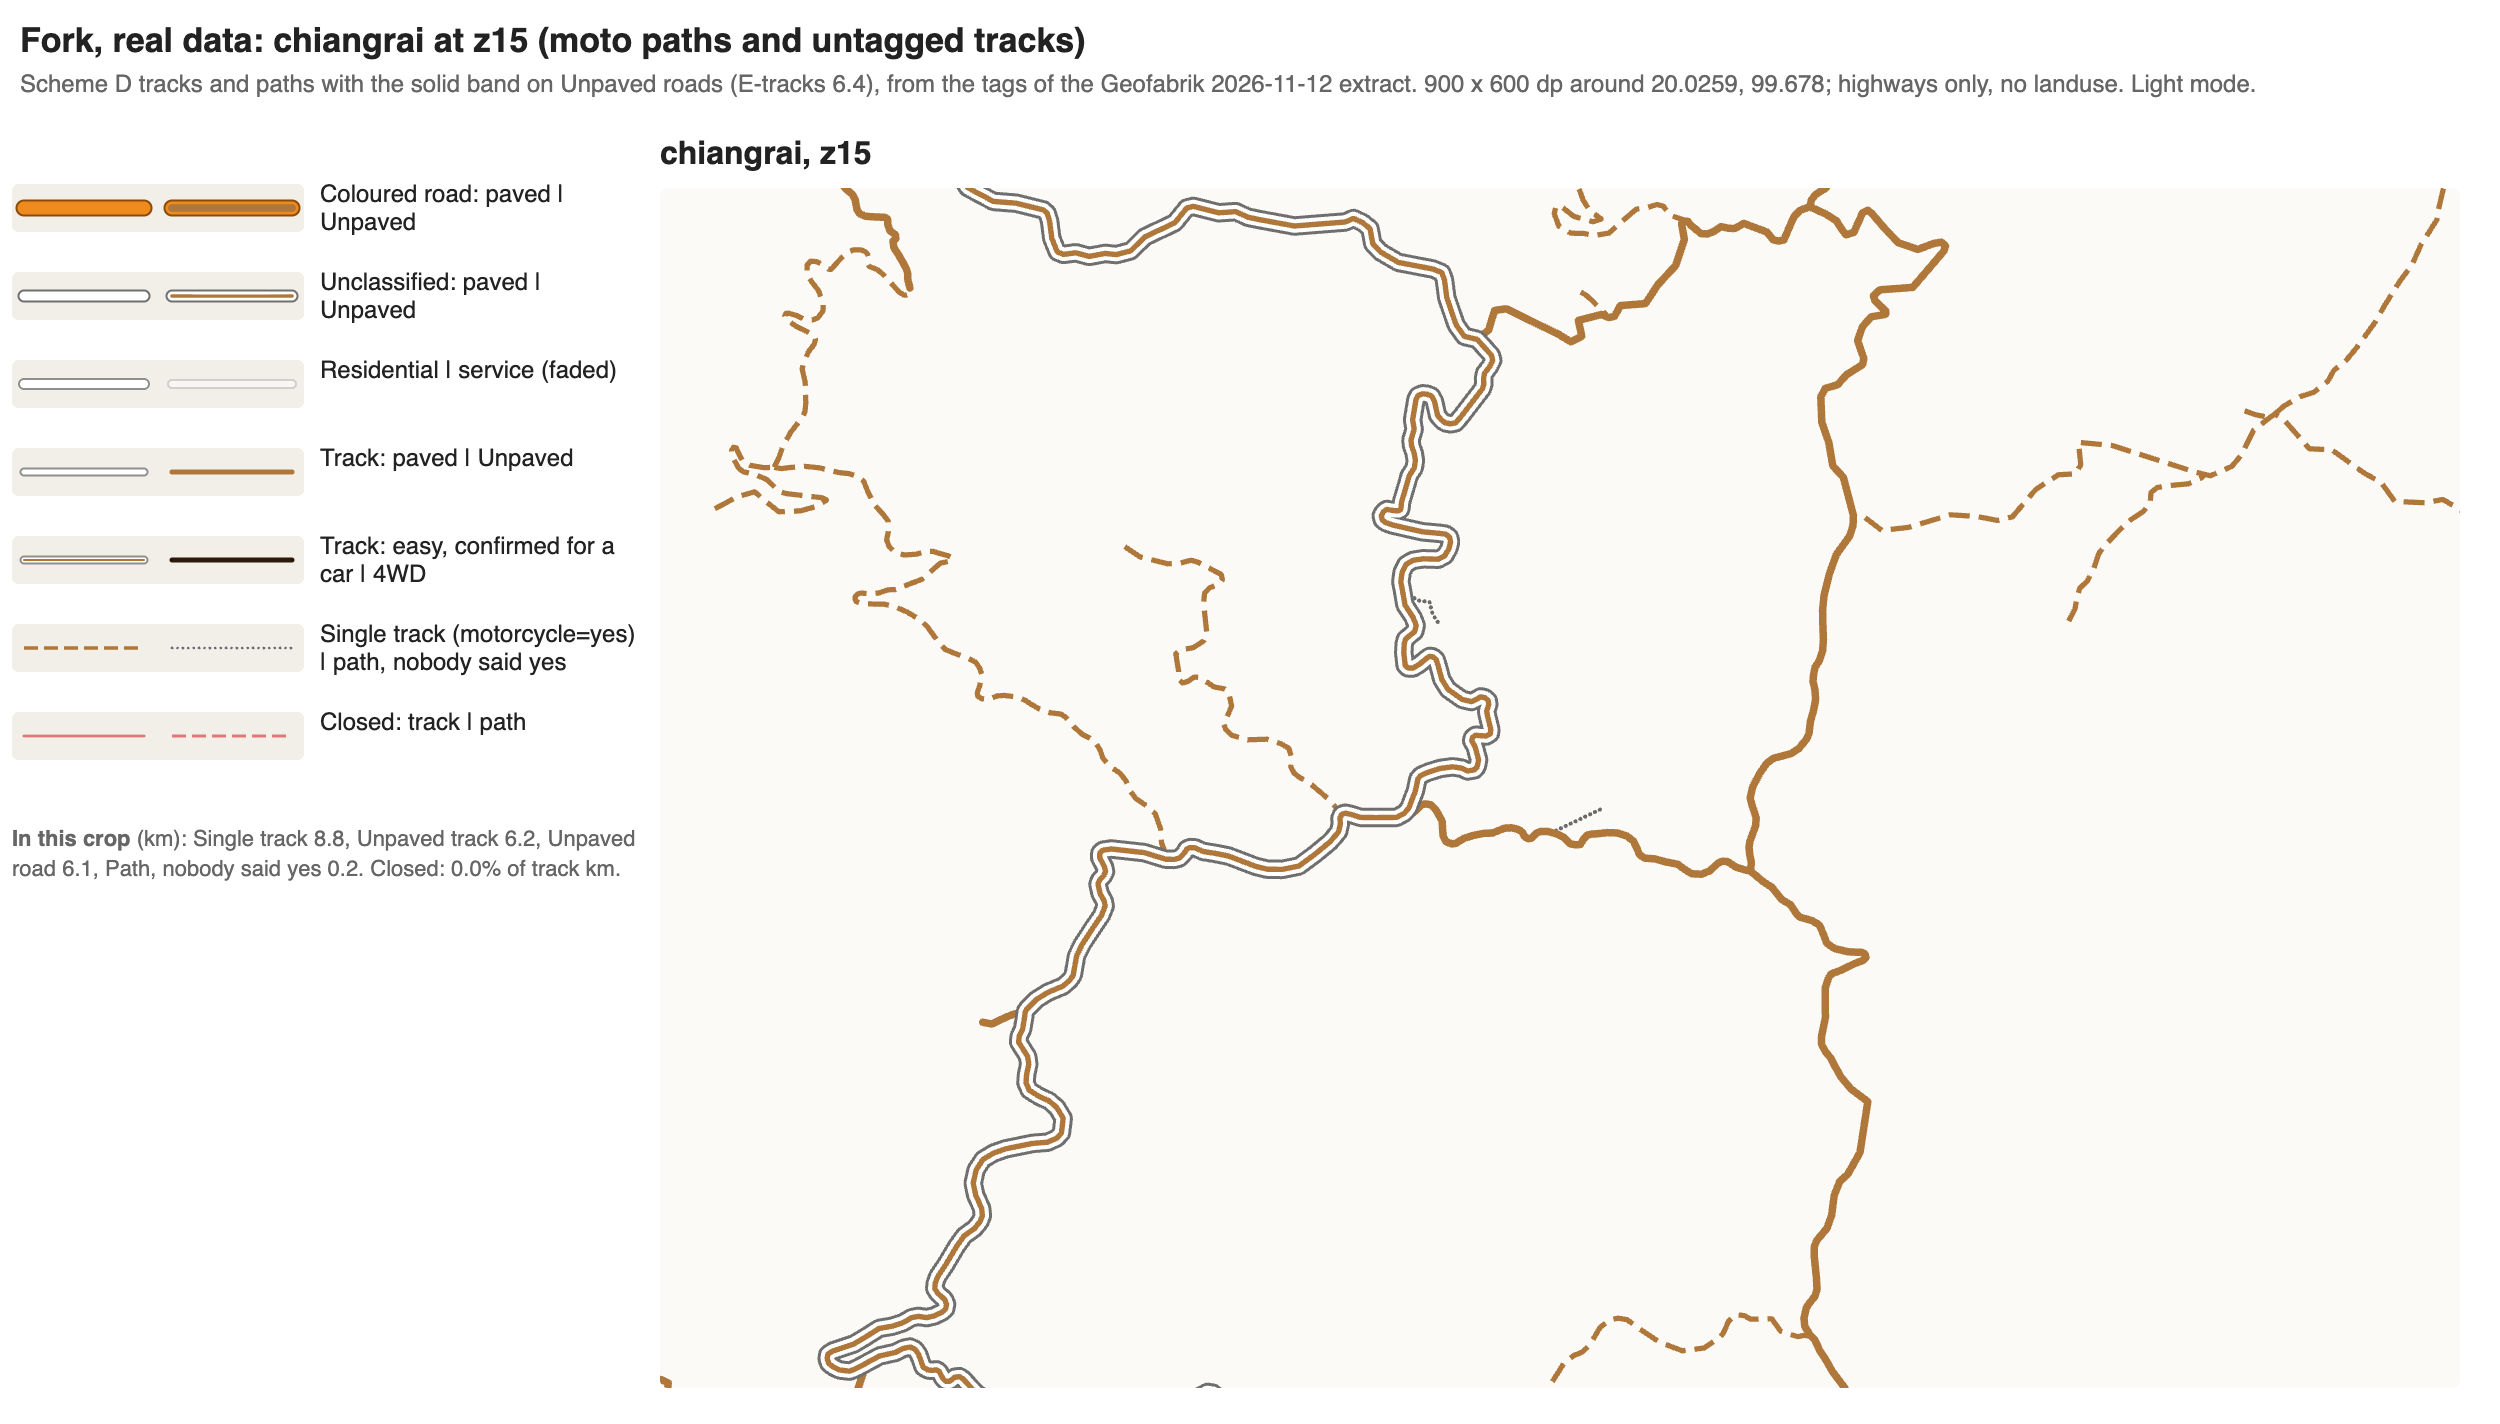 Fork, real data: chiangrai at z15 (moto paths and untagged tracks)
Scheme D tracks and paths with the solid band on Unpaved roads (E-tracks 6.4), from the tags of the Geofabrik 2026-11-12 extract. 900 x 600 dp around 20.0259, 99.678; highways only, no landuse. Light mode.
chiangrai, z15
Coloured road: paved |
Unpaved
Unclassified: paved |
Unpaved
Residential | service (faded)
Track: paved | Unpaved
Track: easy, confirmed for a
car | 4WD
Single track (motorcycle=yes)
| path, nobody said yes
Closed: track | path
In this crop (km): Single track 8.8, Unpaved track 6.2, Unpaved
road 6.1, Path, nobody said yes 0.2. Closed: 0.0% of track km.